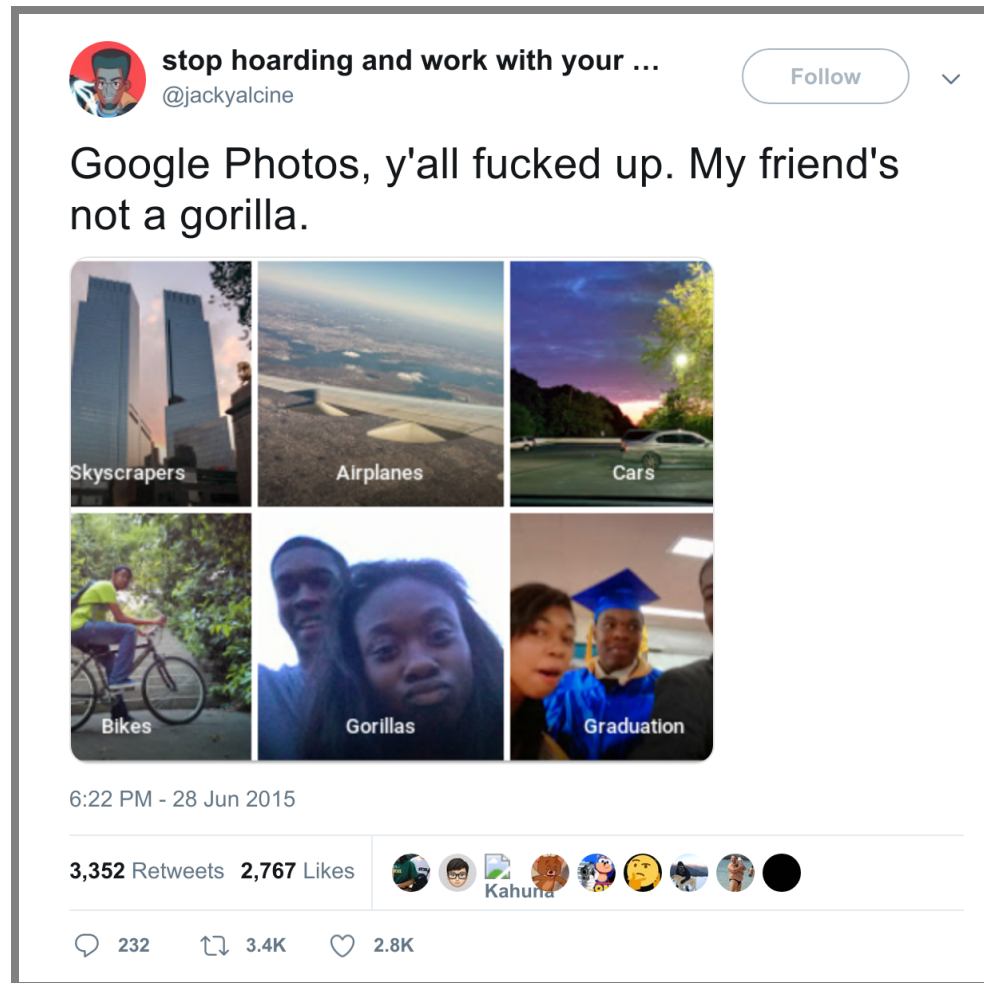 stop hoarding and work with your ...
@jackyalcine
Follow
Google Photos, y'all fucked up. My friend's
not a gorilla.
Skyscrapers
Airplanes
Cars
Bikes
Gorillas
Graduation
6:22 PM - 28 Jun 2015
3,352 Retweets 2,767 Likes
Kahuna
232 3.4K 2.8K